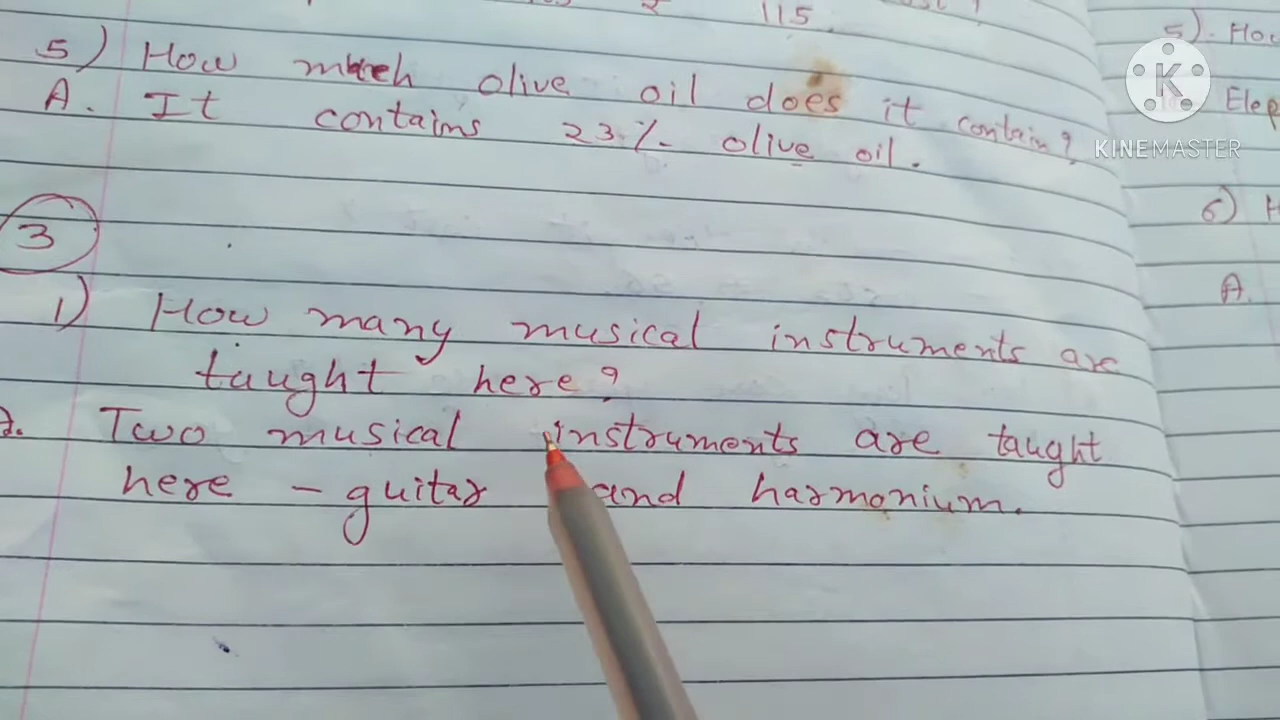 115
5) How much olive oil does it contain?
A. It contains 23% olive oil.
3
1) How many musical instruments are
taught here?
Two musical instruments are taught
here - guitar and harmonium.
5). How
Elep
6) H
A.
KINEMASTER